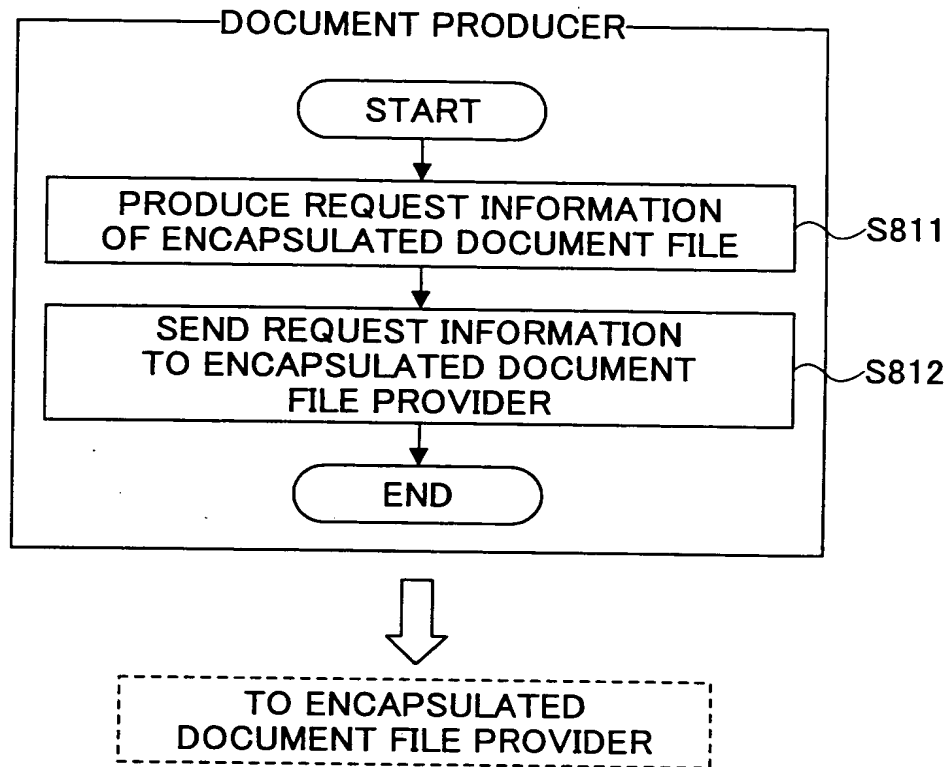 DOCUMENT PRODUCER
START
PRODUCE REQUEST INFORMATION
OF ENCAPSULATED DOCUMENT FILE
S811
SEND REQUEST INFORMATION
TO ENCAPSULATED DOCUMENT
FILE PROVIDER
S812
END
TO ENCAPSULATED
DOCUMENT FILE PROVIDER